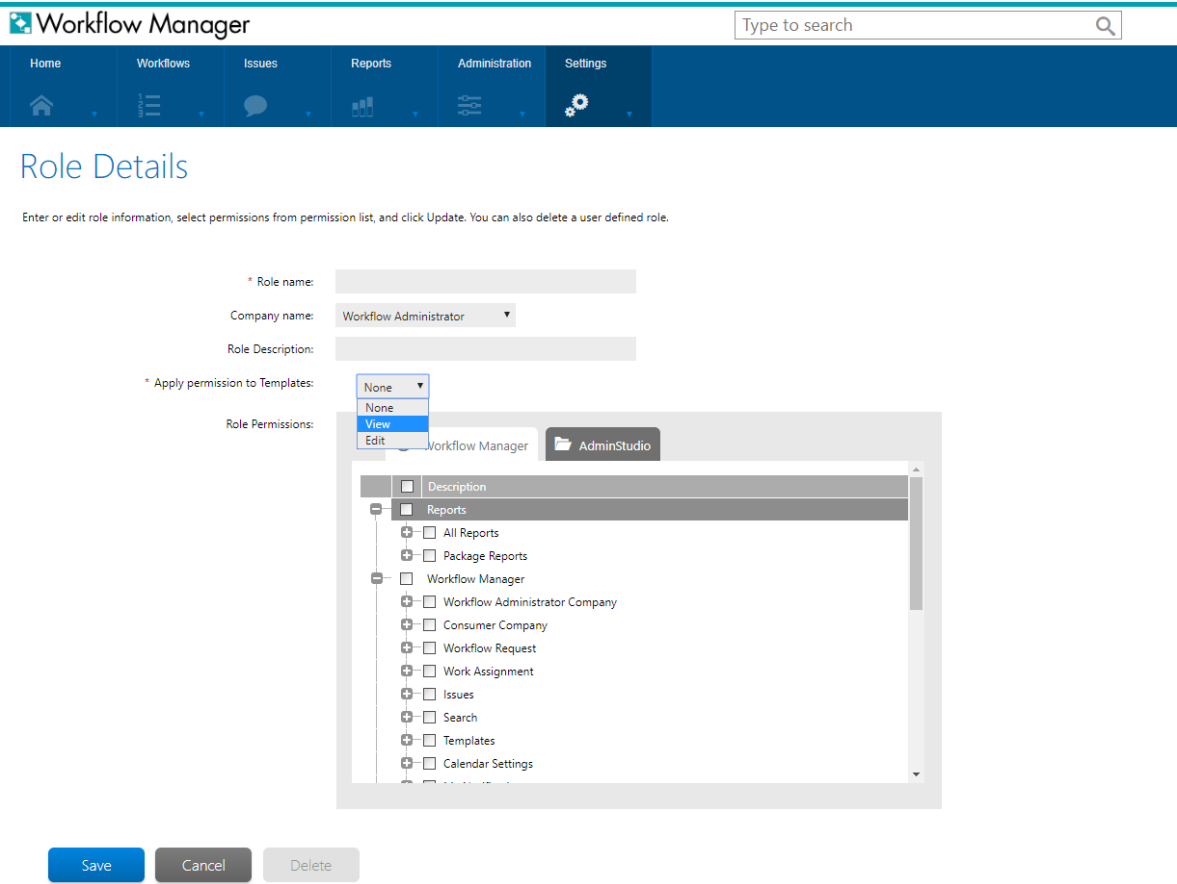 Workflow Manager
Type to search
Home Workflows Issues Reports Administration Settings
Role Details
Enter or edit role information, select permissions from permission list, and click Update. You can also delete a user defined role.
* Role name:
Company name: Workflow Administrator
Role Description:
* Apply permission to Templates: None
None
View
Edit
Role Permissions:
Workflow Manager AdminStudio
Description
Reports
All Reports
Package Reports
Workflow Manager
Workflow Administrator Company
Consumer Company
Workflow Request
Work Assignment
Issues
Search
Templates
Calendar Settings
Save Cancel Delete